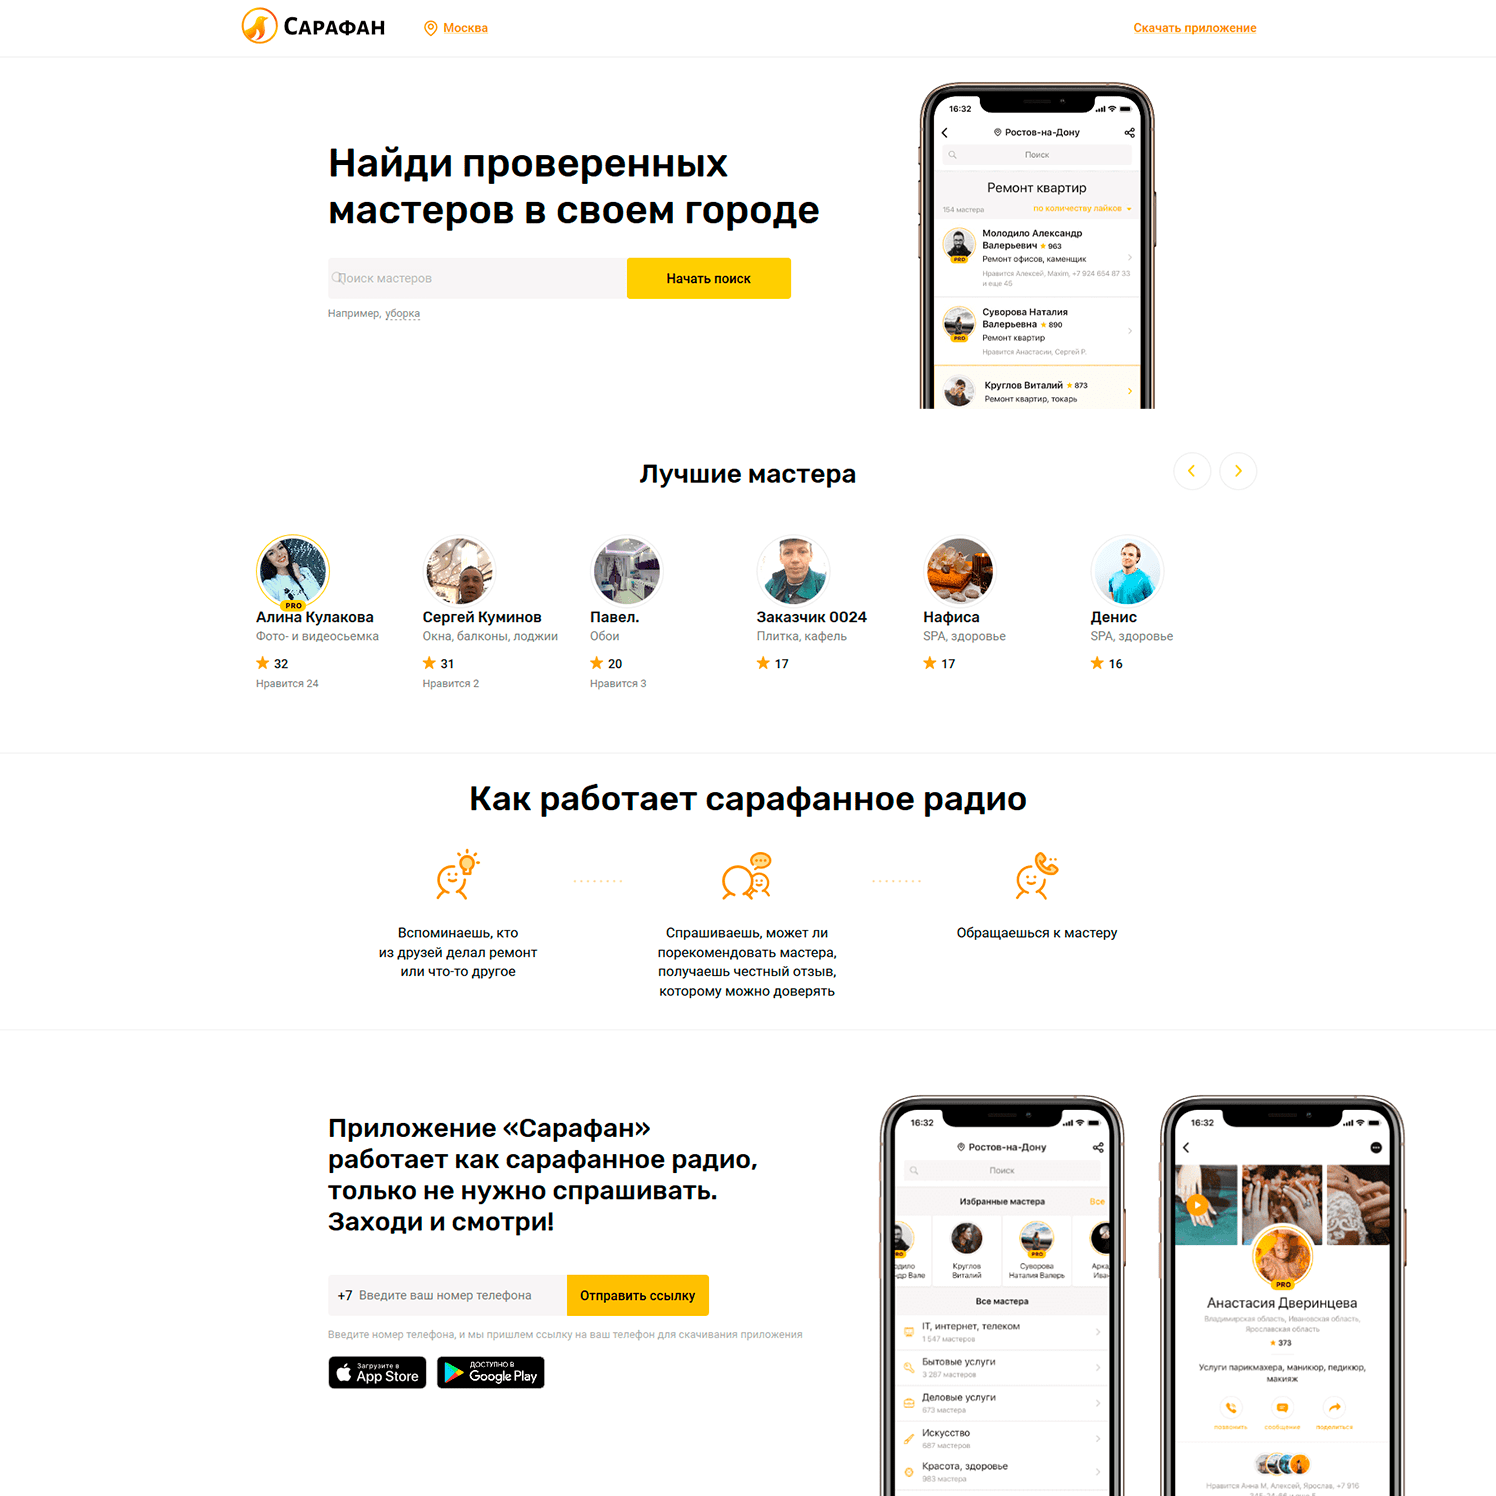 САРАФАН
Москва
Скачать приложение
Найди проверенных
мастеров в своем городе
Поиск мастеров
Начать поиск
Например, уборка
16:32
Ростов-на-Дону
Поиск
Ремонт квартир
154 мастера
по количеству лайков
Молодило Александр
Валерьевич ★ 963
Ремонт офисов, каменщик
Нравится Алексей, Maxim, +7 924 654 87 33
и еще 45
PRO
Суворова Наталия
Валерьевна ★ 890
Ремонт квартир
Нравится Анастасии, Сергей Р.
PRO
Круглов Виталий ★ 873
Ремонт квартир, токарь
Лучшие мастера
PRO
Алина Кулакова
Фото- и видеосьемка
32
Нравится 24
Сергей Куминов
Окна, балконы, лоджии
31
Нравится 2
Павел.
Обои
20
Нравится 3
Заказчик 0024
Плитка, кафель
17
Нафиса
SPA, здоровье
17
Денис
SPA, здоровье
16
Как работает сарафанное радио
Вспоминаешь, кто
из друзей делал ремонт
или что-то другое
Спрашиваешь, может ли
порекомендовать мастера,
получаешь честный отзыв,
которому можно доверять
Обращаешься к мастеру
Приложение «Сарафан»
работает как сарафанное радио,
только не нужно спрашивать.
Заходи и смотри!
+7 Введите ваш номер телефона
Отправить ссылку
Введите номер телефона, и мы пришлем ссылку на ваш телефон для скачивания приложения
Загрузите в
App Store
ДОСТУПНО В
Google Play
16:32
Ростов-на-Дону
Поиск
Избранные мастера
Все
Круглов
Виталий
PRO
Суворова
Наталия Валерь
Арка
Ива
Все мастера
IT, интернет, телеком
1 547 мастеров
Бытовые услуги
3 267 мастеров
Деловые услуги
673 мастера
Искусство
687 мастеров
Красота, здоровье
983 мастера
16:32
PRO
Анастасия Дверинцева
Владимирская область, Ивановская область,
Ярославская область
★ 373
Услуги парикмахера, маникюр, педикюр,
макияж
позвонить
сообщение
поделиться
Нравится Анна М, Алексей, Ярослав, +7 916